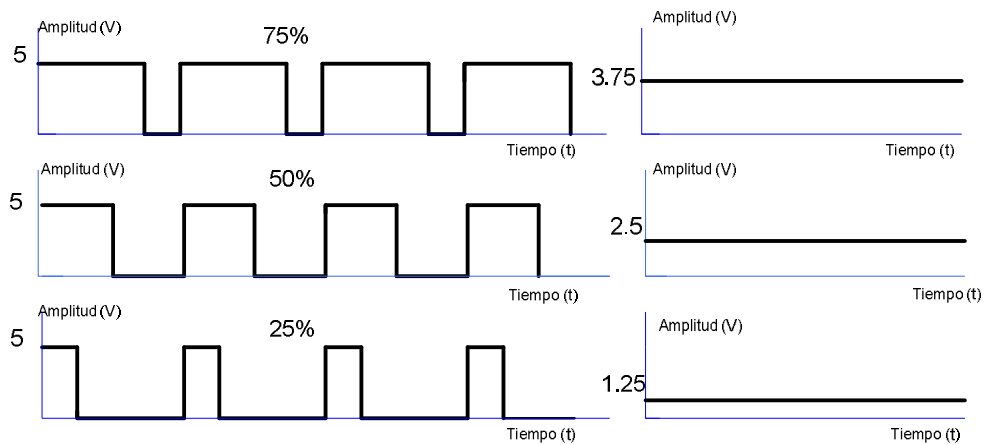 Amplitud (V)
75%
5
Tiempo (t)
Amplitud (V)
3.75
Tiempo (t)
Amplitud (V)
50%
5
Tiempo (t)
Amplitud (V)
2.5
Tiempo (t)
Amplitud (V)
25%
5
Tiempo (t)
Amplitud (V)
1.25
Tiempo (t)